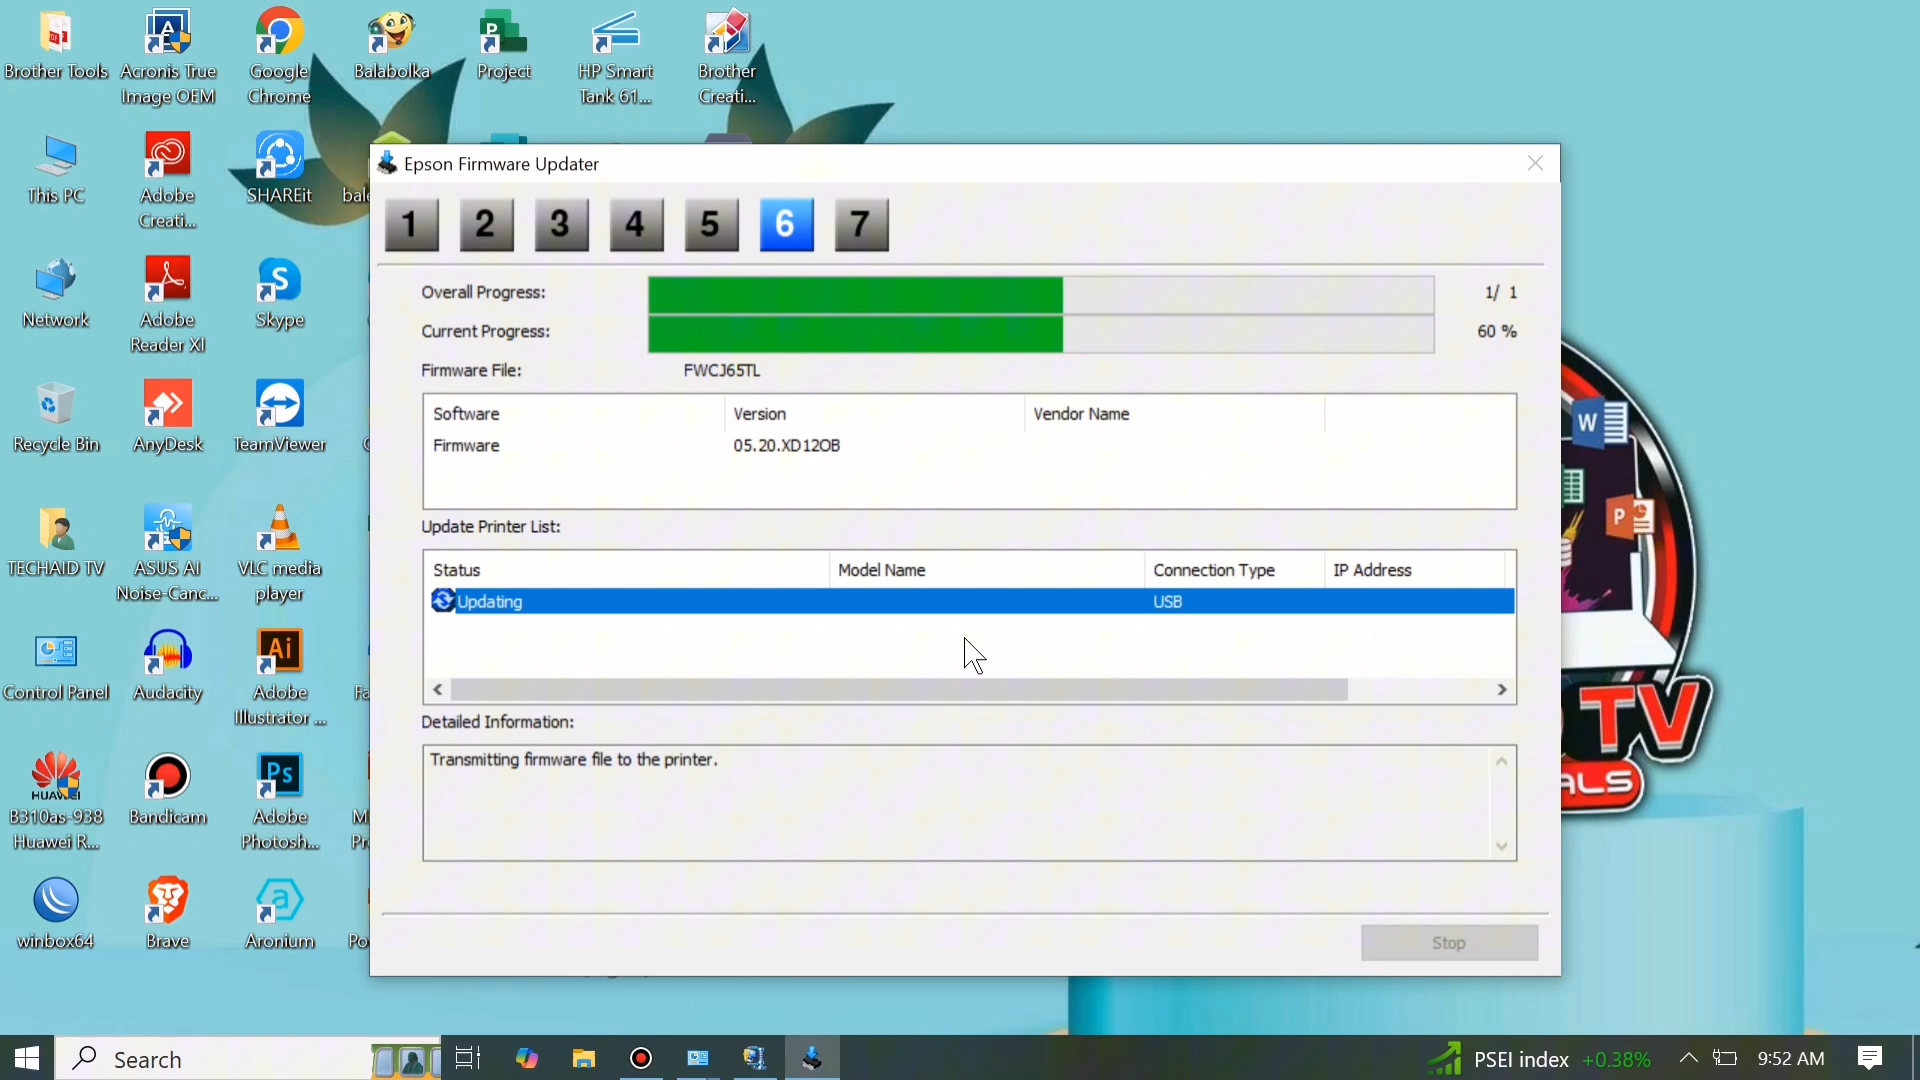 Brother Tools
Acronis True
Image OEM
Google
Chrome
Balabolka
Project
HP Smart
Tank 61...
Brother
Creati...
This PC
Adobe
Creati...
SHAREit
bale
Network
Adobe
Reader XI
Skype
Recycle Bin
AnyDesk
TeamViewer
TECHAID TV
ASUS AI
Noise-Canc...
VLC media
player
Control Panel
Audacity
Adobe
Illustrator ...
Fa
HUAWEI
B310as-938
Huawei R...
Bandicam
Adobe
Photosh...
winbox64
Brave
Aronium
Po
Epson Firmware Updater
1 2 3 4 5 6 7
Overall Progress: 1/ 1
Current Progress: 60 %
Firmware File: FWCJ65TL
Software Version Vendor Name
Firmware 05.20.XD12OB
Update Printer List:
Status Model Name Connection Type IP Address
Updating USB
Detailed Information:
Transmitting firmware file to the printer.
Stop
TV
ALS
Search
PSEI index +0.38%
9:52 AM